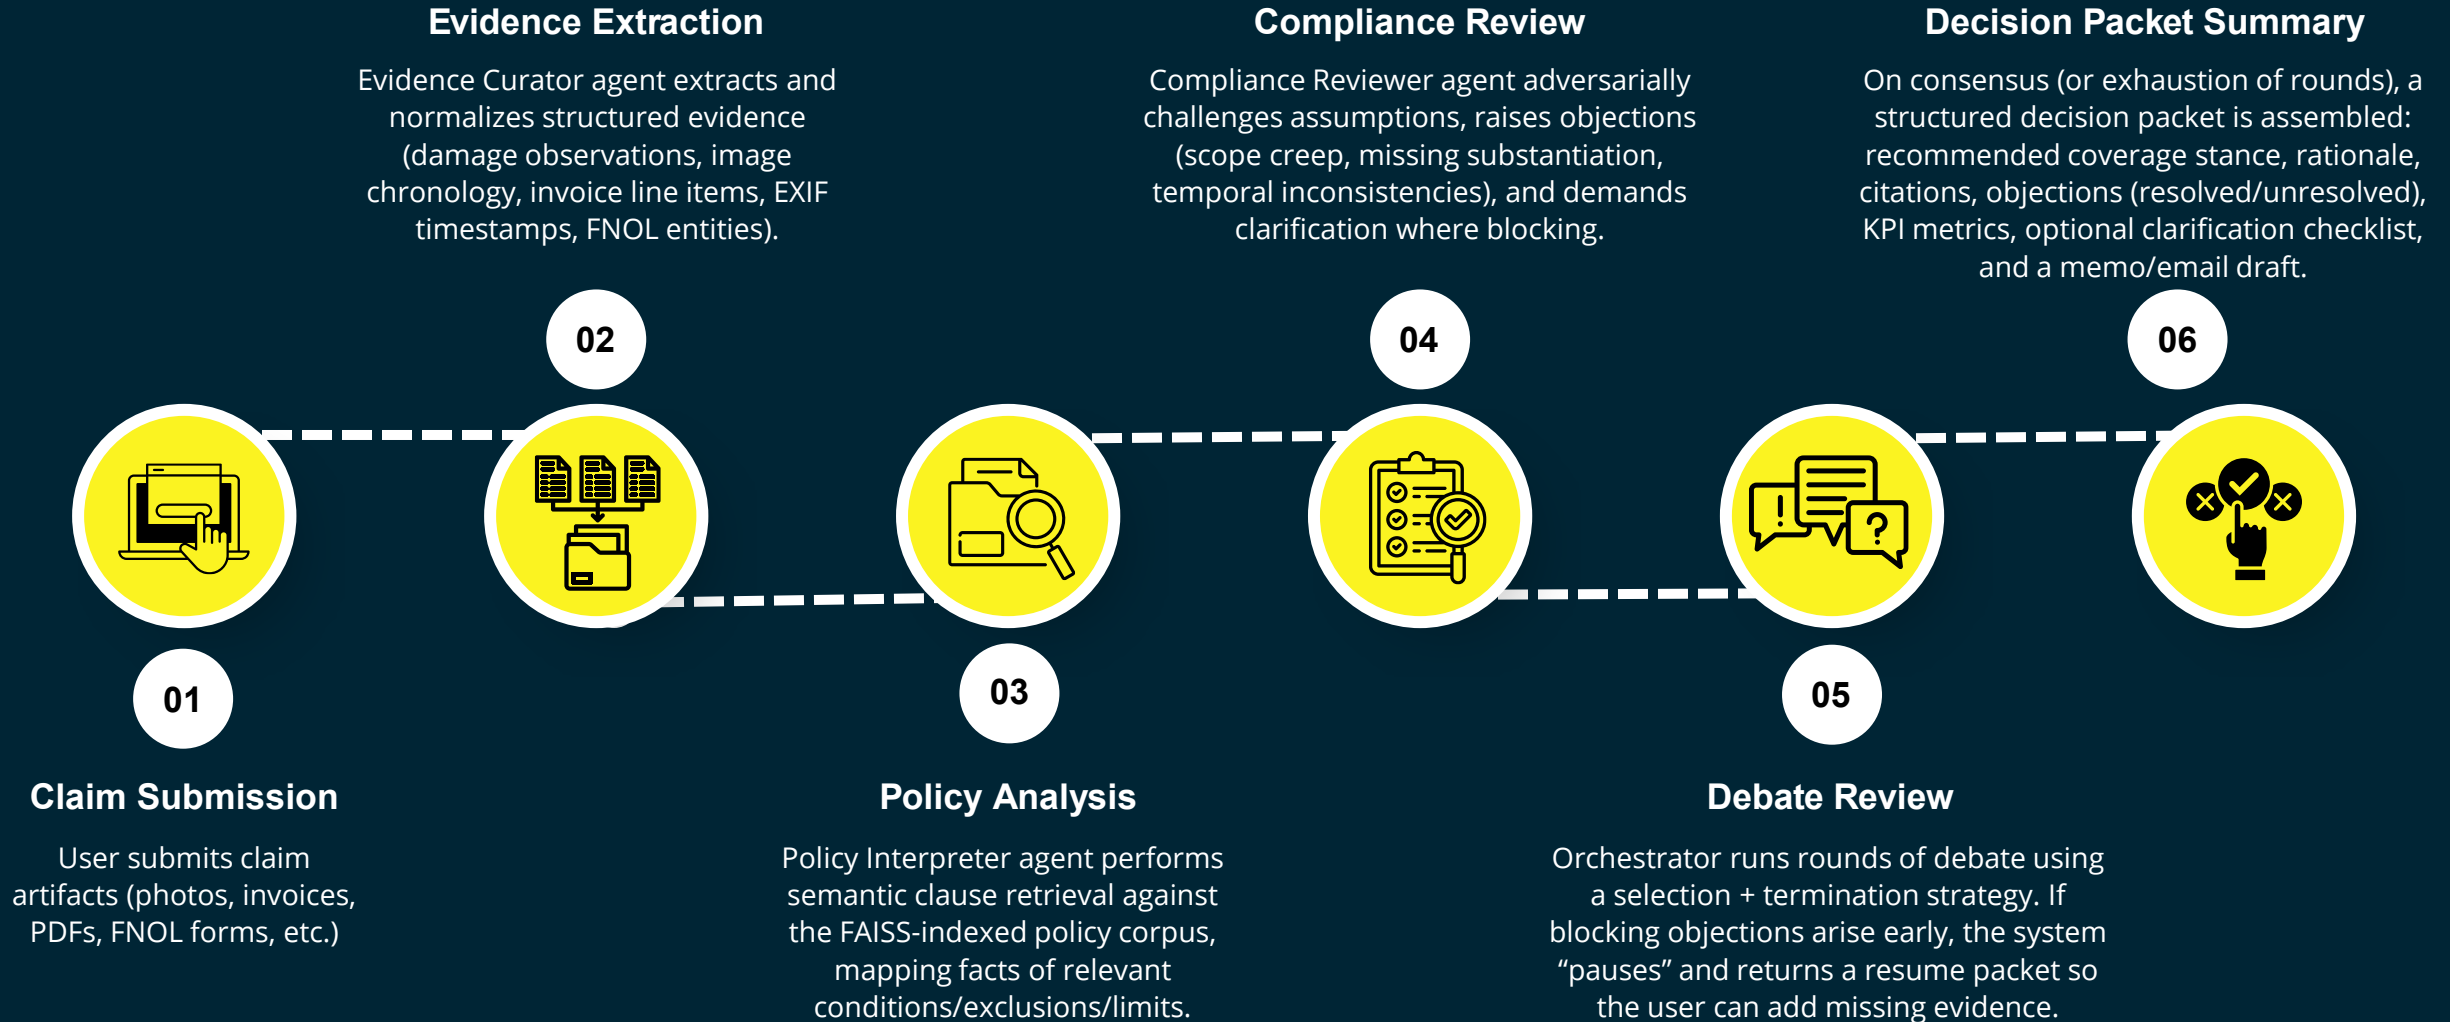 Evidence Extraction
Evidence Curator agent extracts and
normalizes structured evidence
(damage observations, image
chronology, invoice line items, EXIF
timestamps, FNOL entities).
02
Compliance Review
Compliance Reviewer agent adversarially
challenges assumptions, raises objections
(scope creep, missing substantiation,
temporal inconsistencies), and demands
clarification where blocking.
04
Decision Packet Summary
On consensus (or exhaustion of rounds), a
structured decision packet is assembled:
recommended coverage stance, rationale,
citations, objections (resolved/unresolved),
KPI metrics, optional clarification checklist,
and a memo/email draft.
06
! ?
01
Claim Submission
User submits claim
artifacts (photos, invoices,
PDFs, FNOL forms, etc.)
03
Policy Analysis
Policy Interpreter agent performs
semantic clause retrieval against
the FAISS-indexed policy corpus,
mapping facts of relevant
conditions/exclusions/limits.
05
Debate Review
Orchestrator runs rounds of debate using
a selection + termination strategy. If
blocking objections arise early, the system
“pauses” and returns a resume packet so
the user can add missing evidence.